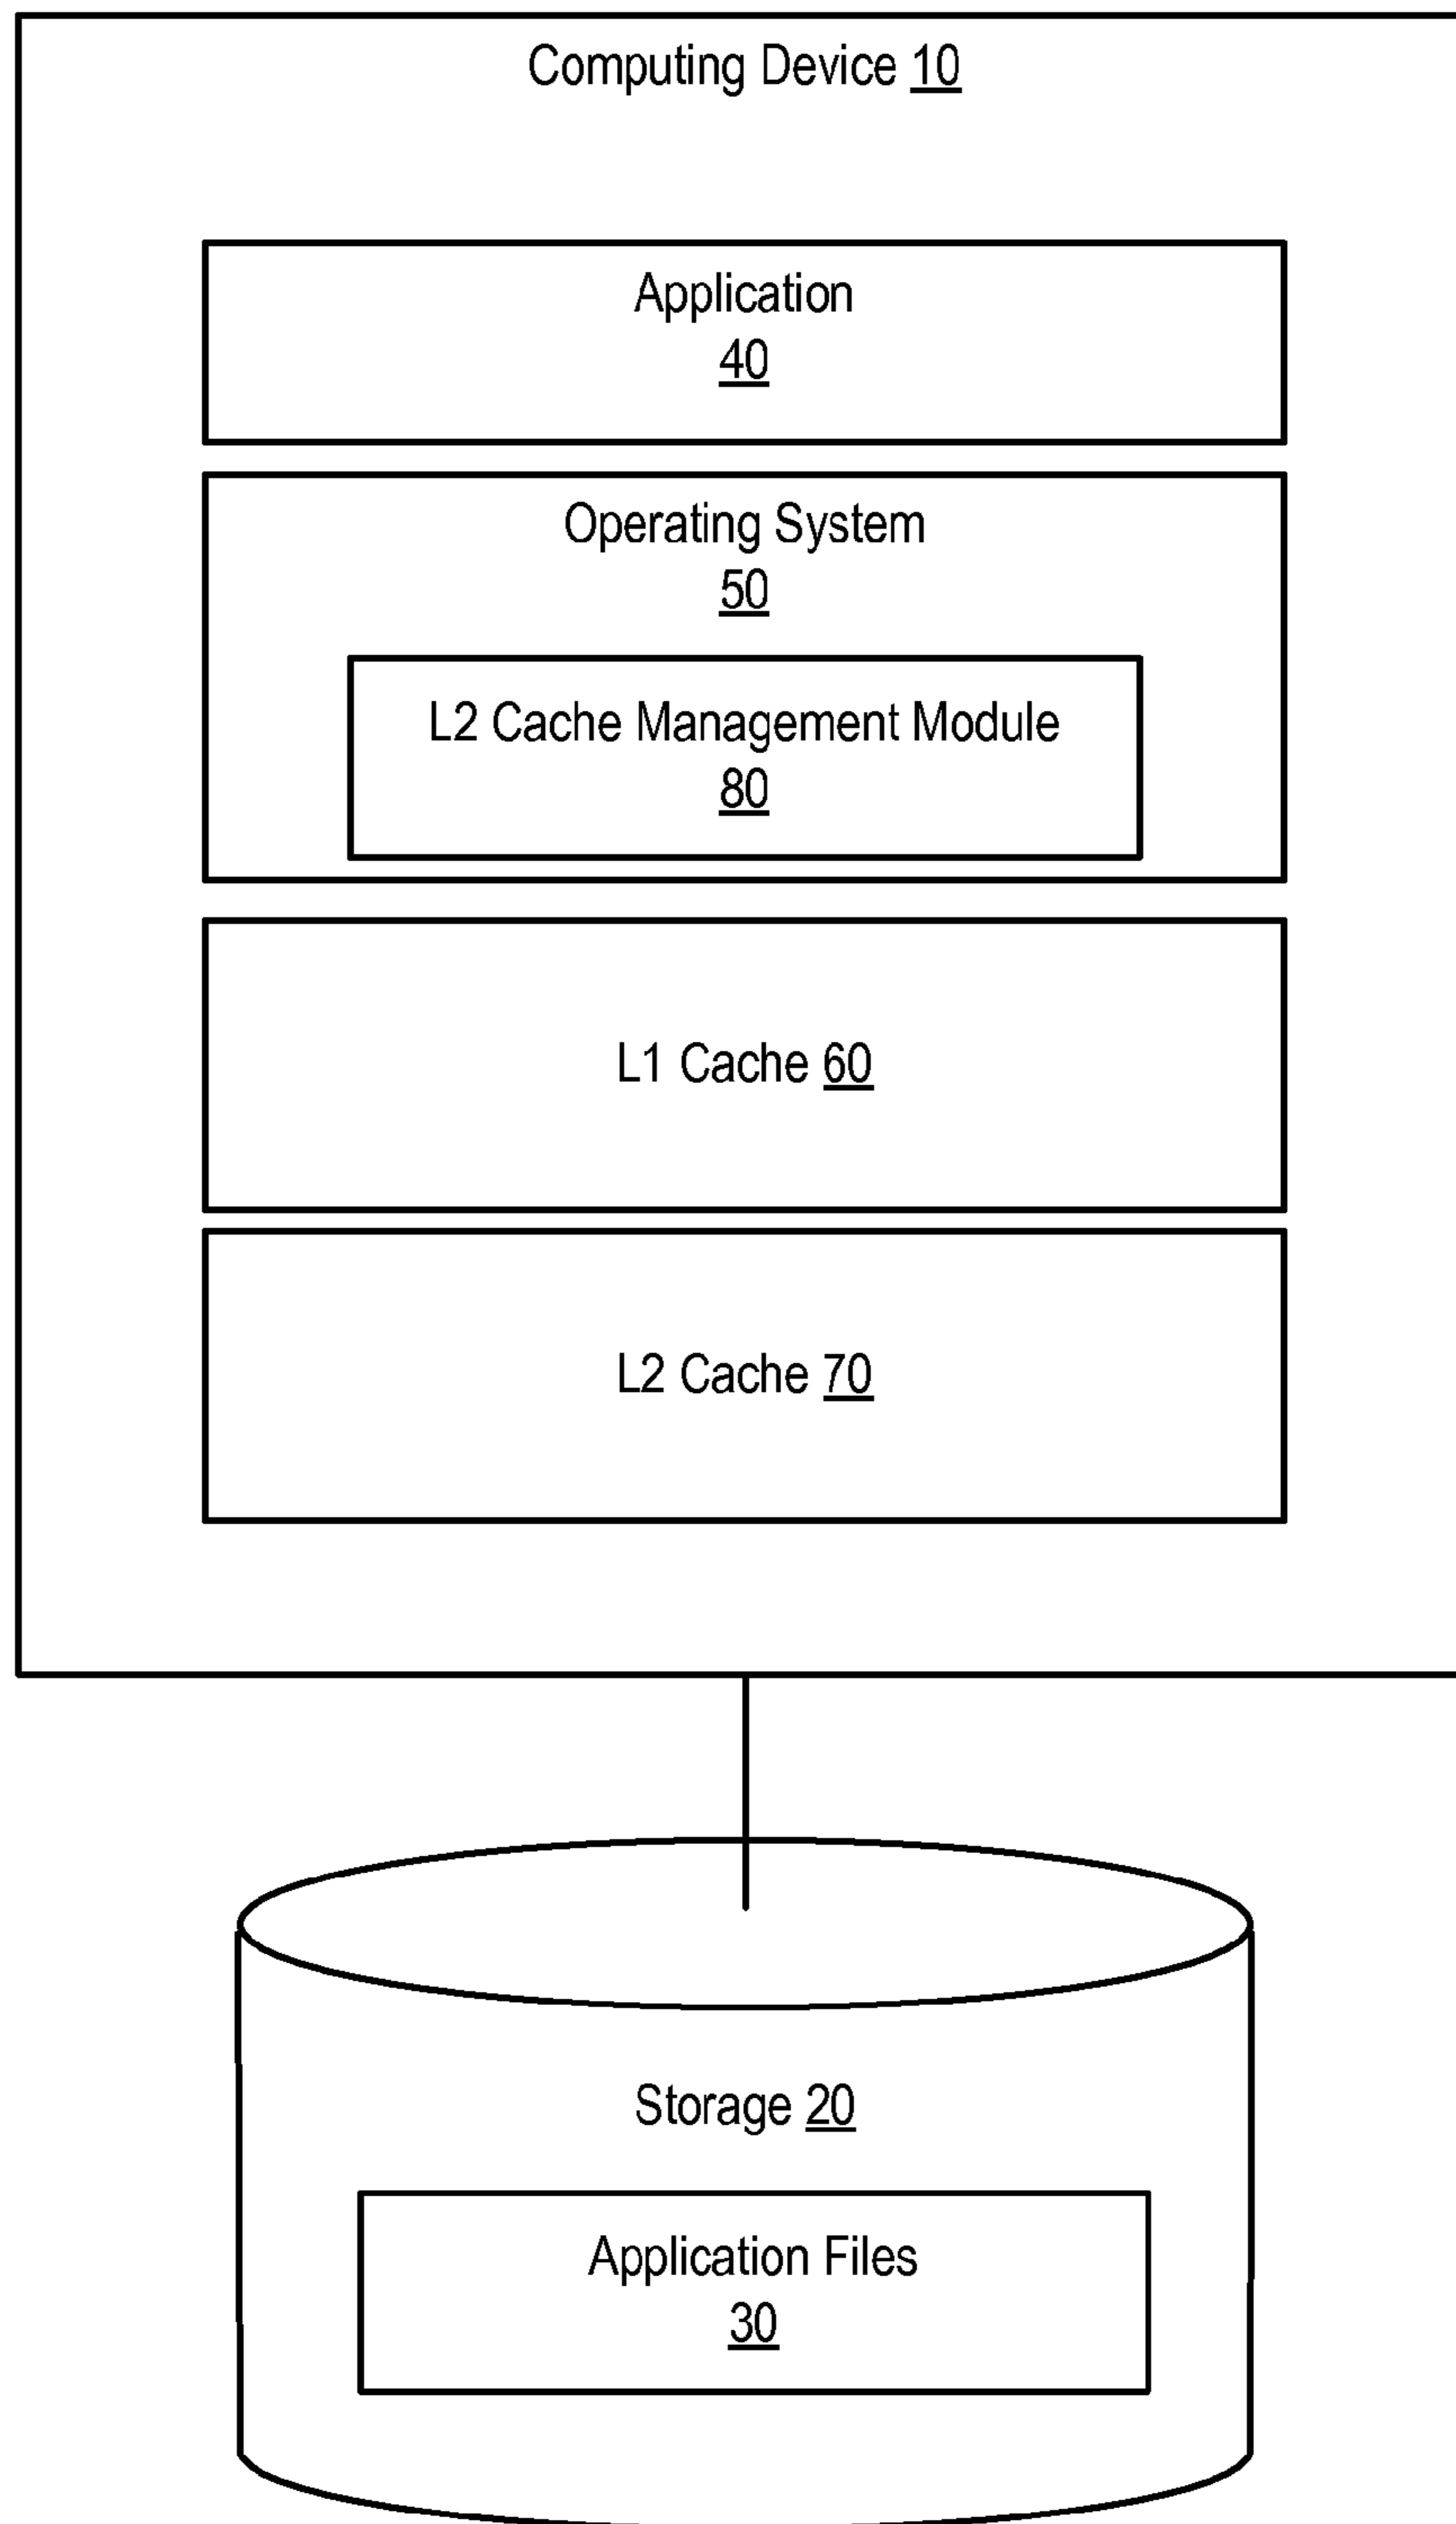 Computing Device 10
Application
40
Operating System
50
L2 Cache Management Module
80
L1 Cache 60
L2 Cache 70
Storage 20
Application Files
30